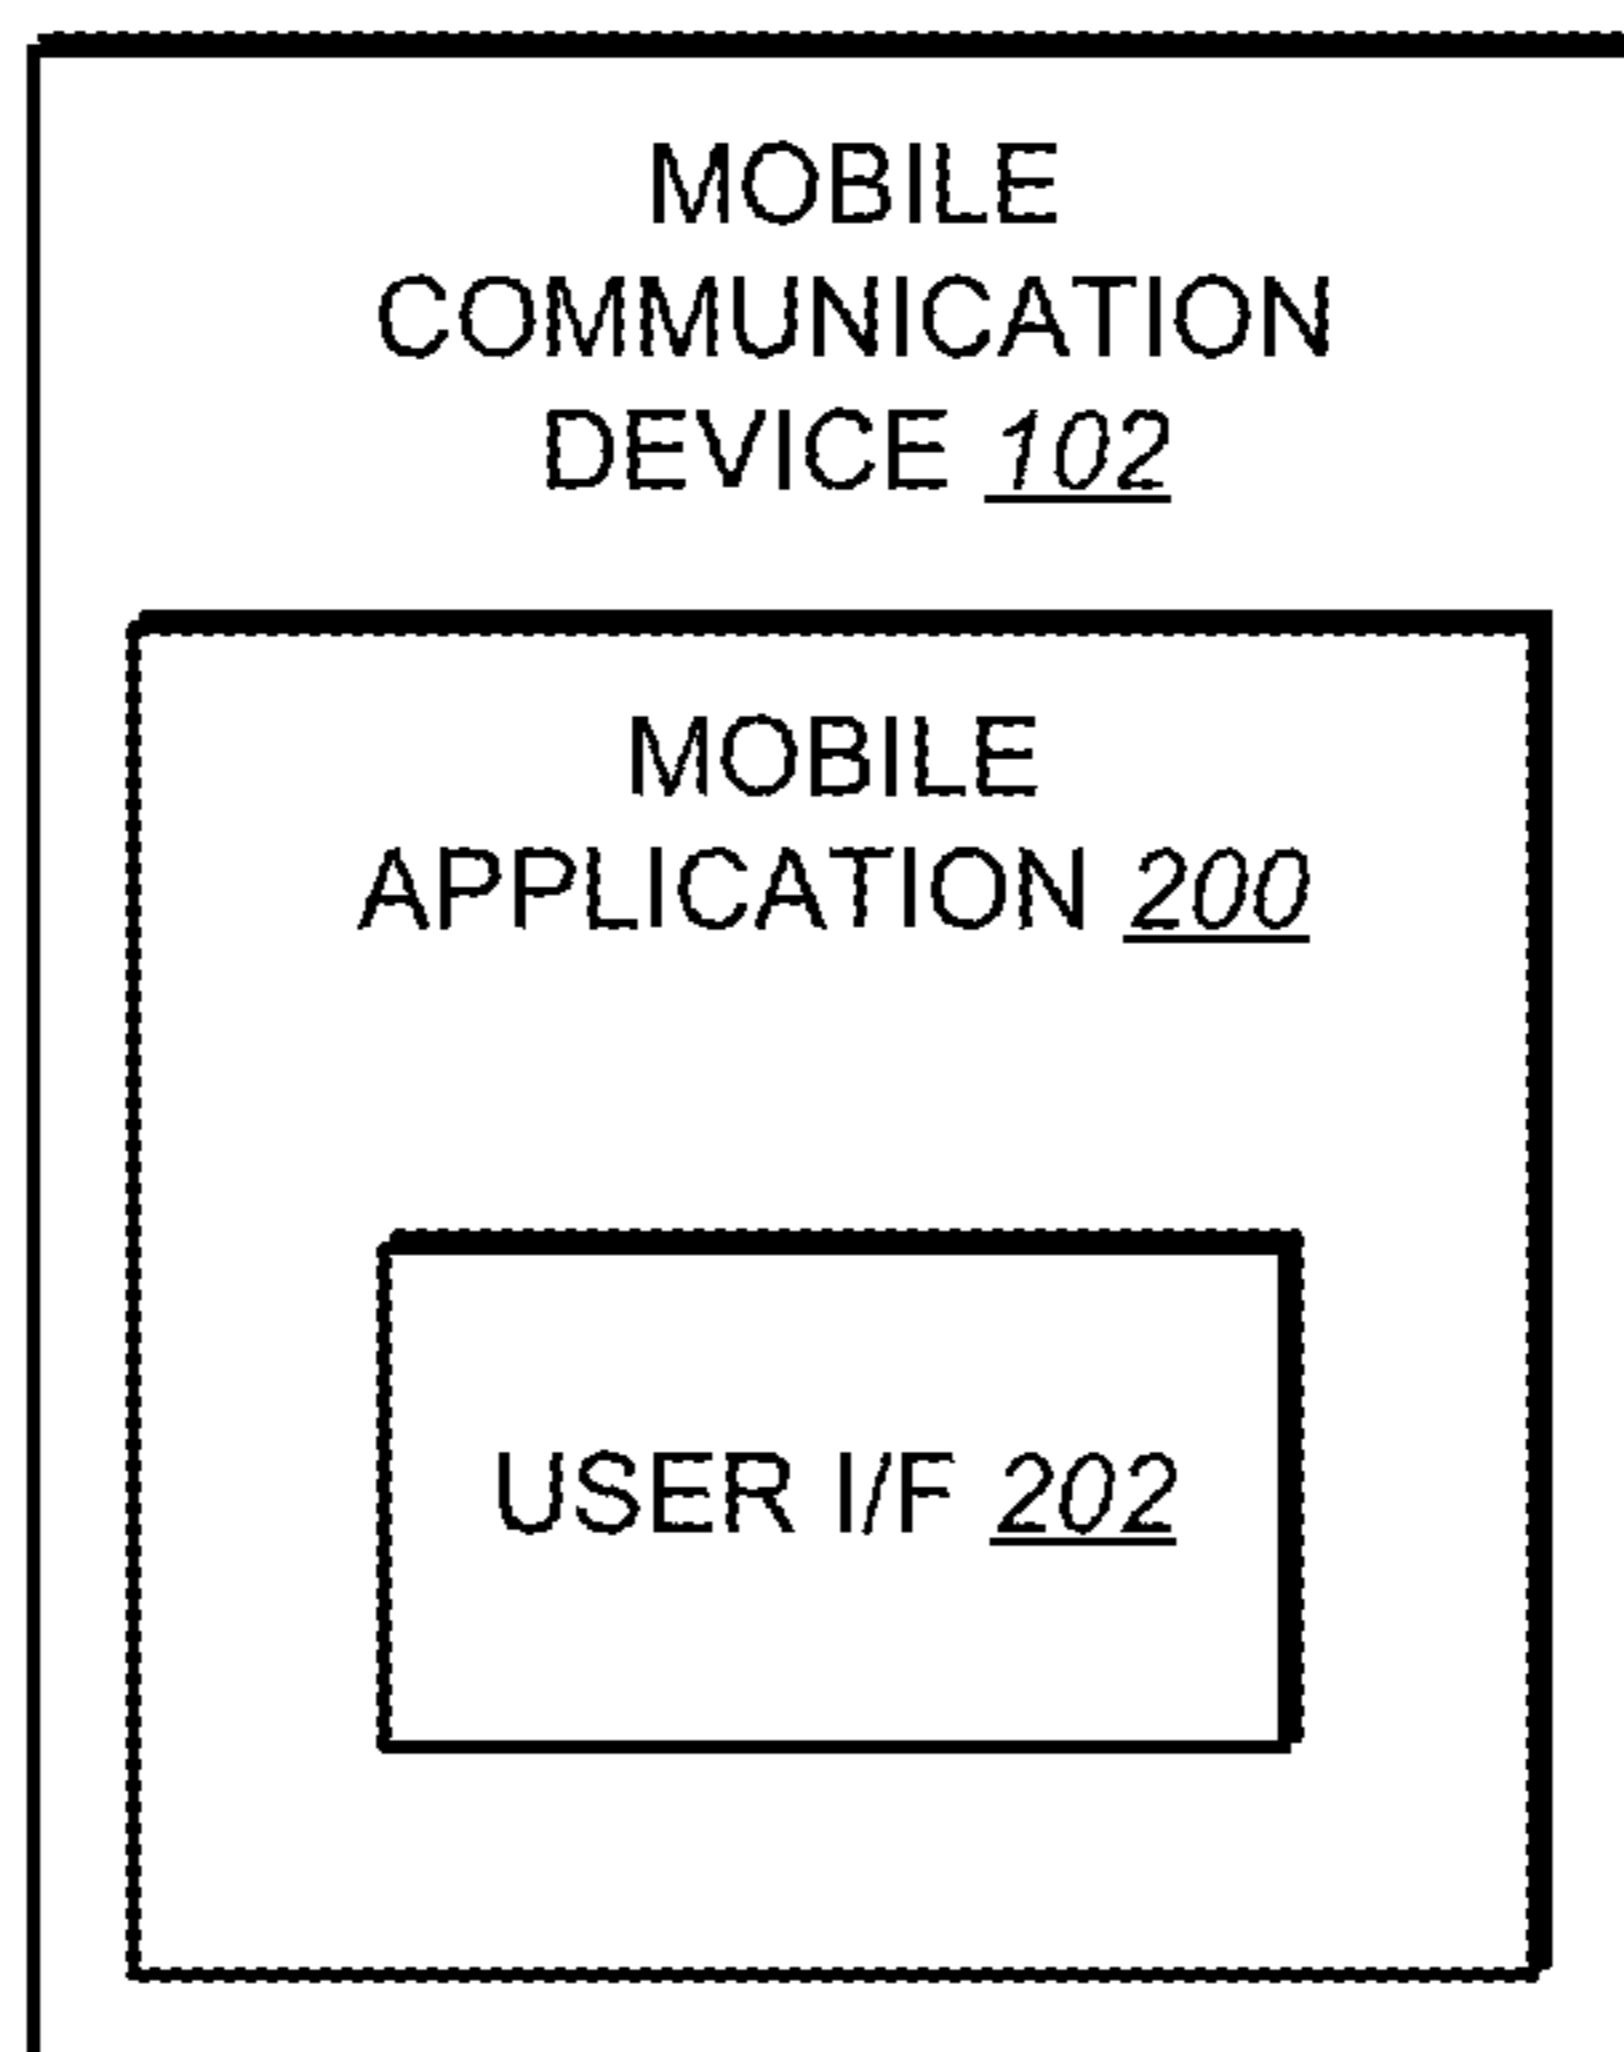 MOBILE
COMMUNICATION
DEVICE 102
MOBILE
APPLICATION 200
USER I/F 202